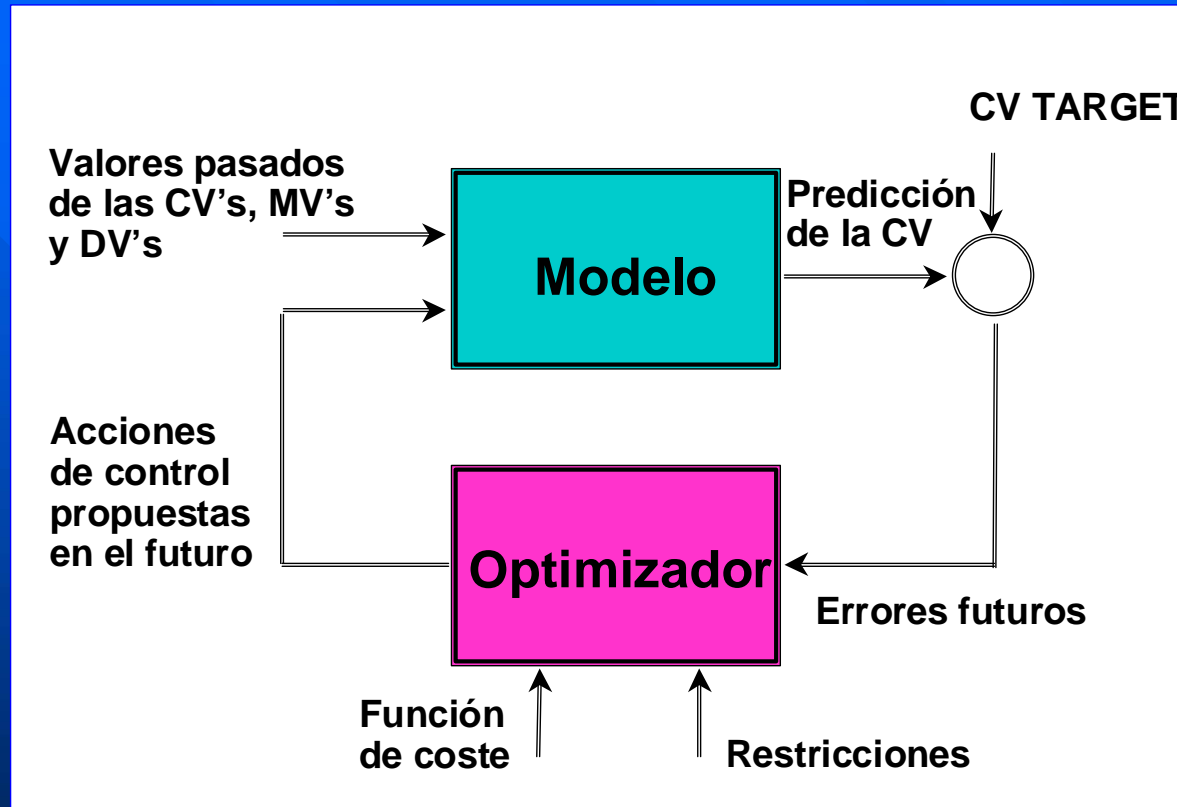 CV TARGET
Valores pasados
de las CV’s, MV’s
y DV’s
Predicción
de la CV
Modelo
Acciones
de control
propuestas
en el futuro
Optimizador
Errores futuros
Función
de coste
Restricciones